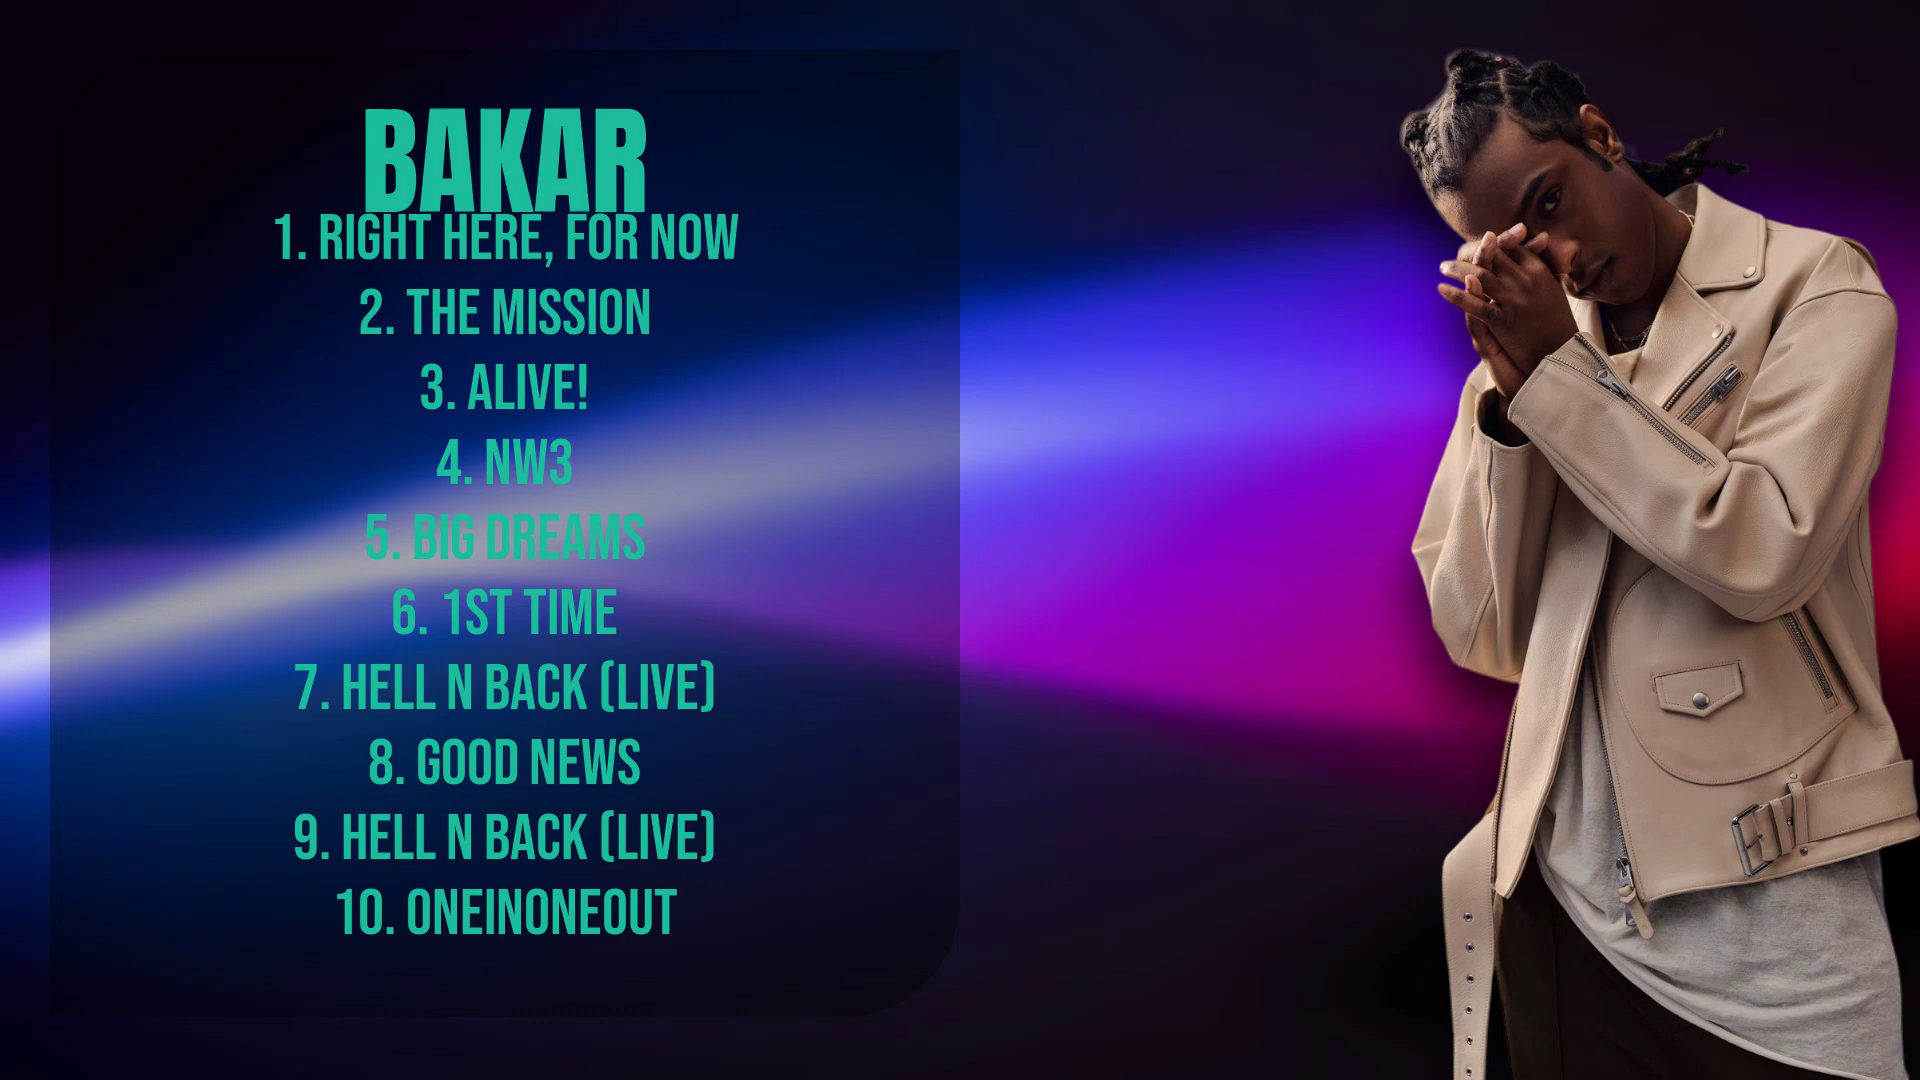 BAKAR
1. RIGHT HERE, FOR NOW
2. THE MISSION
3. ALIVE!
4. NW3
5. BIG DREAMS
6. 1ST TIME
7. HELL N BACK (LIVE)
8. GOOD NEWS
9. HELL N BACK (LIVE)
10. ONEINONEOUT